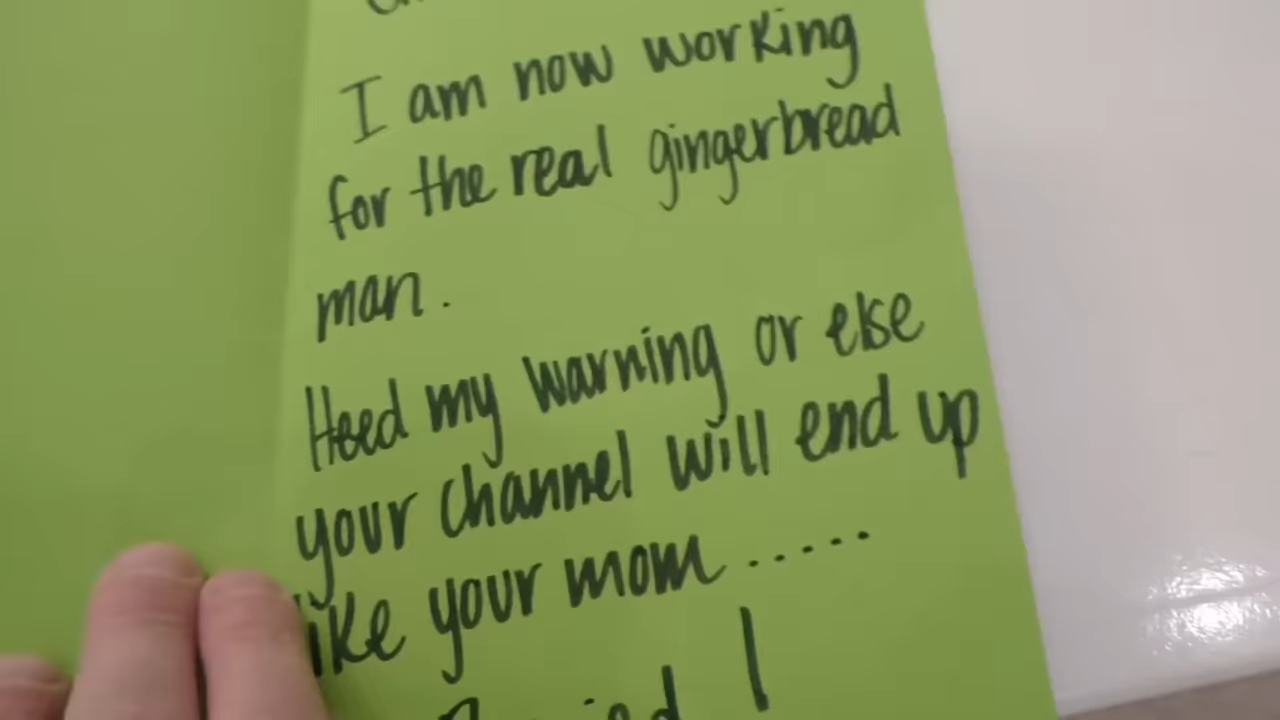 I am now working
for the real gingerbread
man.
Heed my warning or else
your channel will end up
like your mom.....